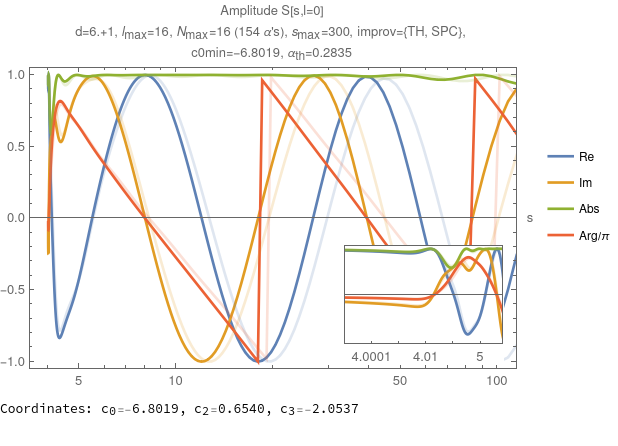 Amplitude S[s,l=0]
d=6.+1, lmax=16, Nmax=16 (154 α's), smax=300, improv={TH, SPC},
c0min=−6.8019, αth=0.2835
1.0
0.5
0.0
−0.5
−1.0
5
10
50
100
s
4.0001
4.01
5
Re
Im
Abs
Arg/π
Coordinates: c0=-6.8019, c2=0.6540, c3=-2.0537